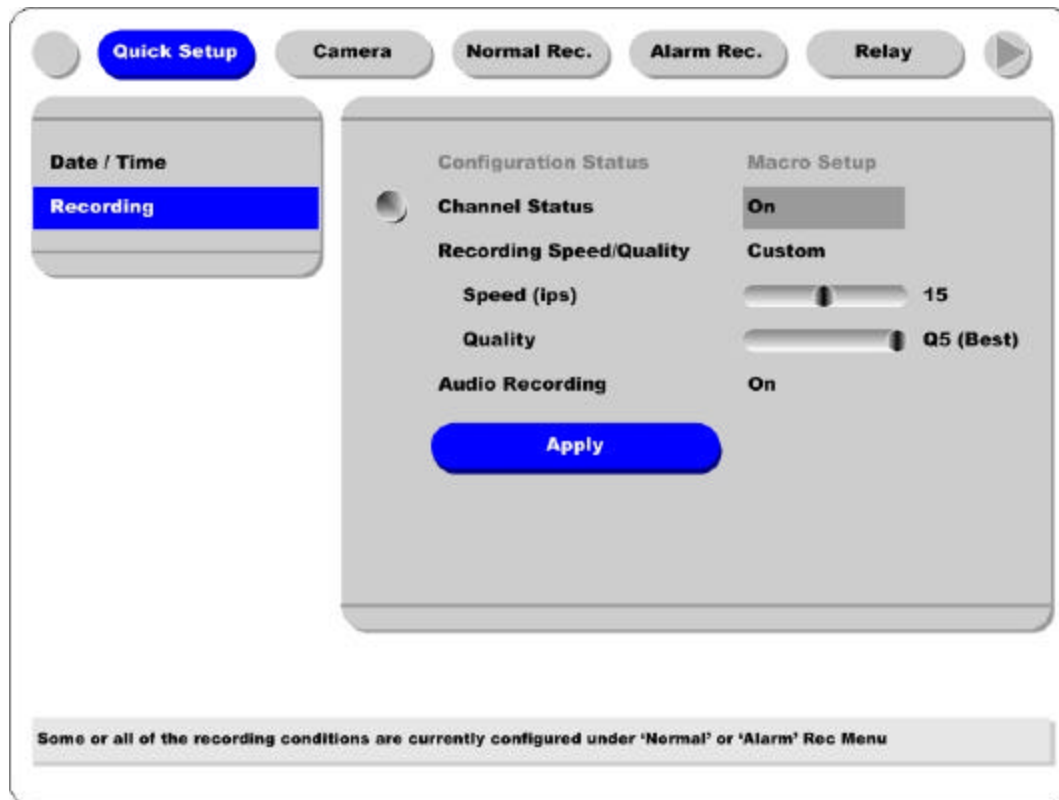 Quick Setup Camera Normal Rec. Alarm Rec. Relay
Date / Time
Recording
Configuration Status Macro Setup
Channel Status On
Recording Speed/Quality Custom
Speed (ips) 15
Quality Q5 (Best)
Audio Recording On
Apply
Some or all of the recording conditions are currently configured under ‘Normal’ or ‘Alarm’ Rec Menu